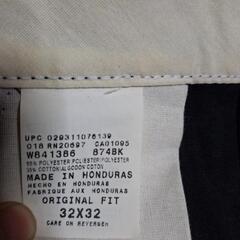 UPC 029311076139
018 RN20697 CA01095
W841386 874BK
65% POLYESTER POLIESTER/POLYESTER
35% COTTON/ALGODON/COTON
MADE IN HONDURAS
HECHO EN HONDURAS
FABRIQUE AUX HONDURAS
ORIGINAL FIT
32X32
CARE ON REVERSE